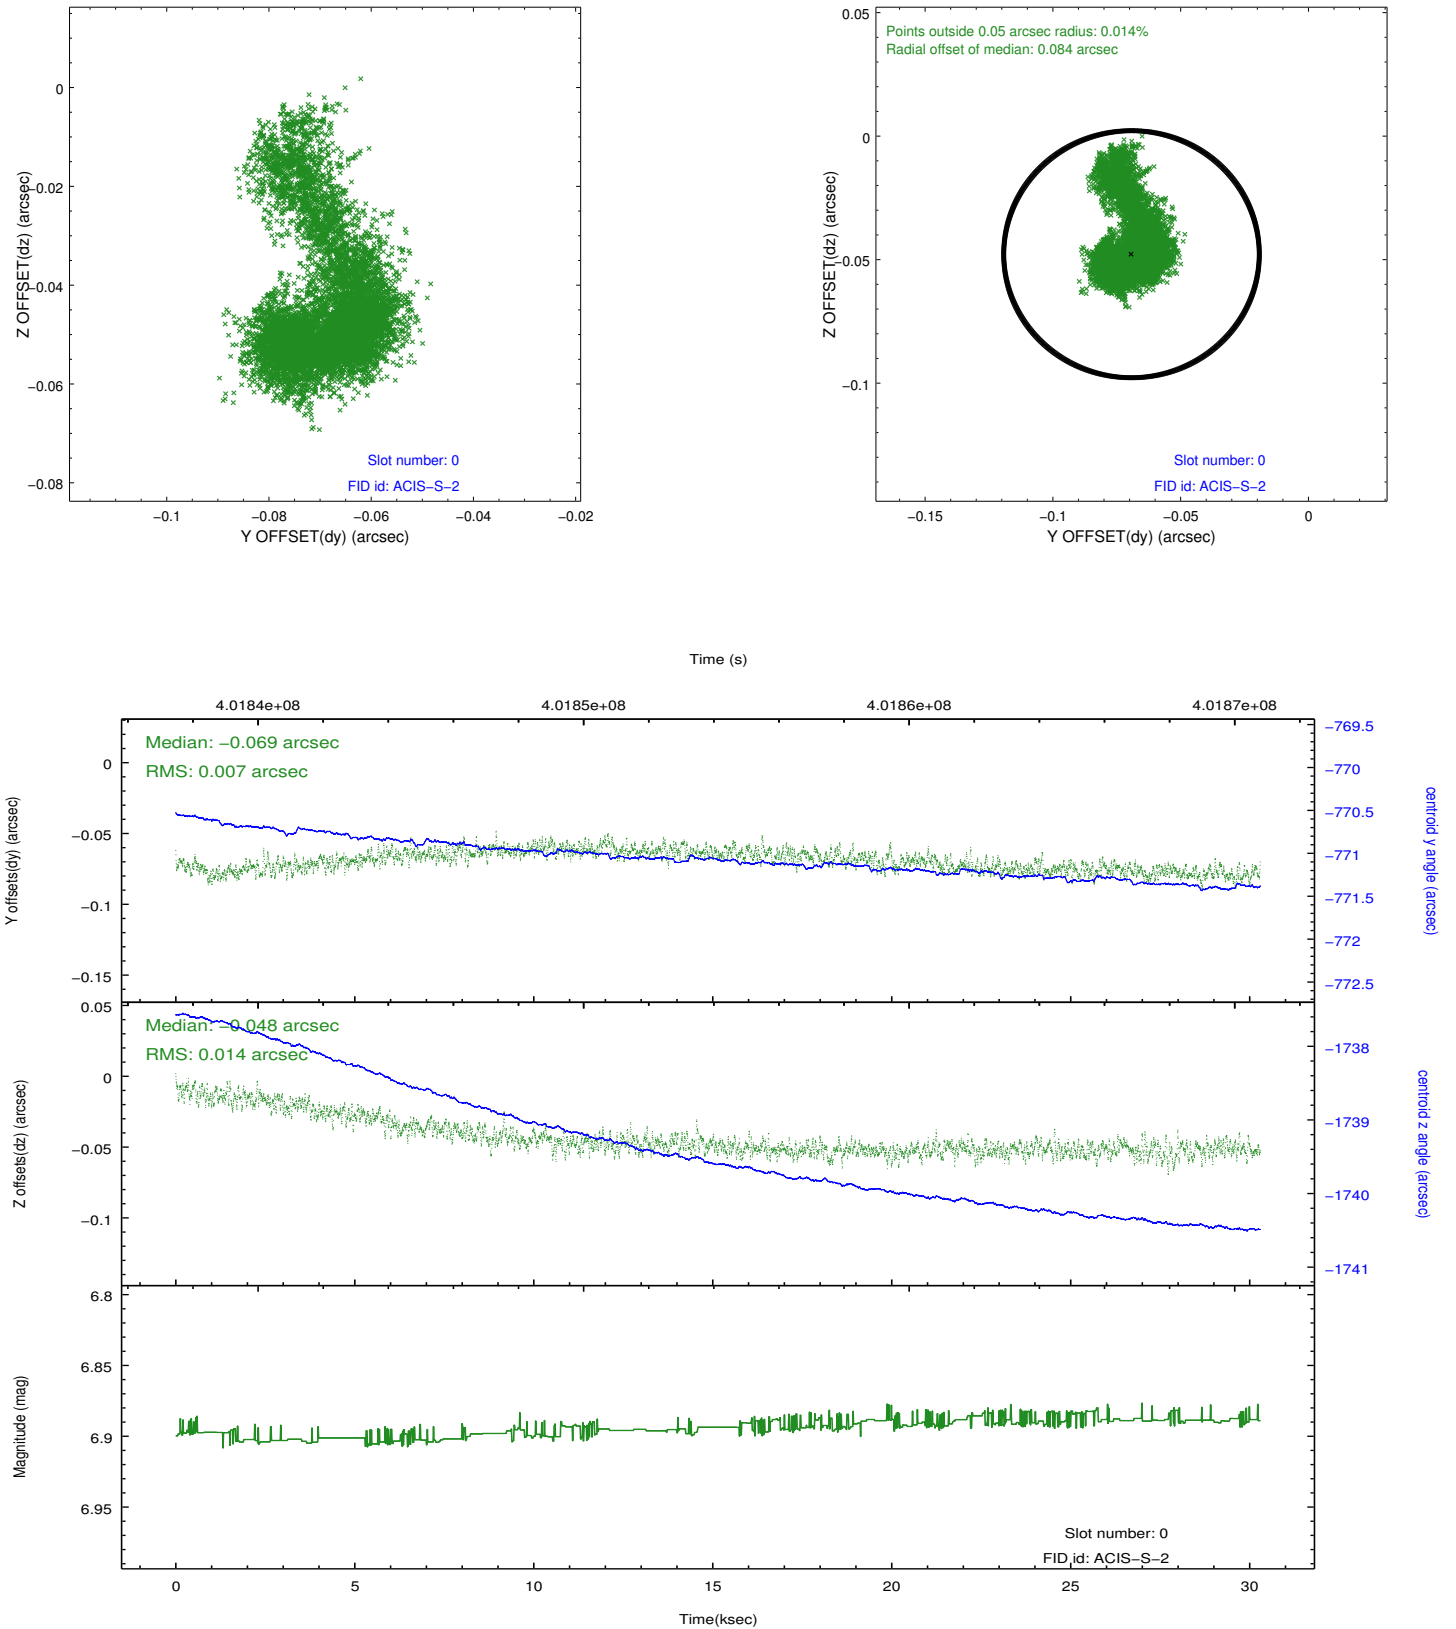 0
−0.02
−0.04
−0.06
−0.08
Z OFFSET(dz) (arcsec)
Slot number: 0
FID id: ACIS−S−2
−0.1
−0.08
−0.06
−0.04
−0.02
Y OFFSET(dy) (arcsec)
0.05
0
−0.05
−0.1
Z OFFSET(dz) (arcsec)
Points outside 0.05 arcsec radius: 0.014%
Radial offset of median: 0.084 arcsec
Slot number: 0
FID id: ACIS−S−2
−0.15
−0.1
−0.05
0
Y OFFSET(dy) (arcsec)
Time (s)
4.0184e+08
4.0185e+08
4.0186e+08
4.0187e+08
Median: −0.069 arcsec
RMS: 0.007 arcsec
0
−0.05
−0.1
−0.15
Y offsets(dy) (arcsec)
−769.5
−770
−770.5
−771
−771.5
−772
−772.5
centroid y angle (arcsec)
Median: −0.048 arcsec
RMS: 0.014 arcsec
0.05
0
−0.05
−0.1
Z offsets(dz) (arcsec)
−1738
−1739
−1740
−1741
centroid z angle (arcsec)
6.8
6.85
6.9
6.95
Magnitude (mag)
Slot number: 0
FID id: ACIS−S−2
0
5
10
15
20
25
30
Time(ksec)